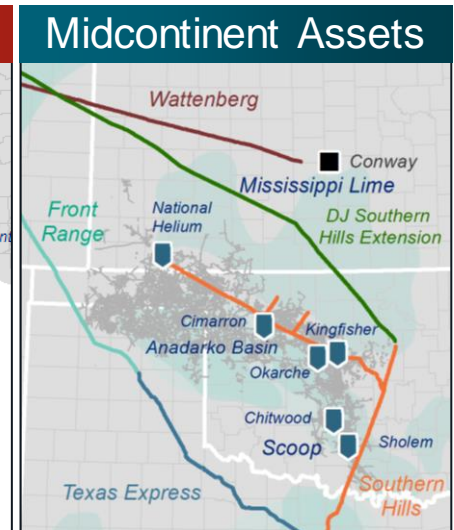 Midcontinent Assets
Wattenberg
Conway
Mississippi Lime
Front
Range
National
Helium
DJ Southern
Hills Extension
Cimarron
Kingfisher
Anadarko Basin
Okarche
Chitwood
Scoop
Sholem
Texas Express
Southern
Hills